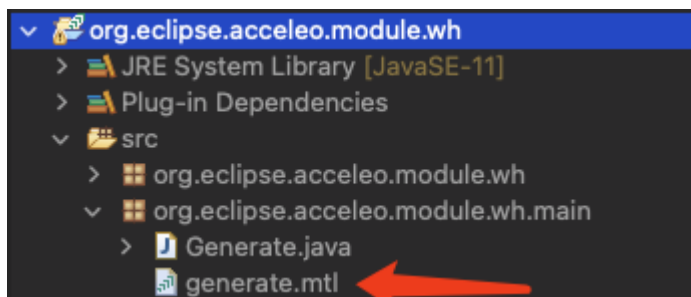 org.eclipse.acceleo.module.wh
JRE System Library [JavaSE-11]
Plug-in Dependencies
src
org.eclipse.acceleo.module.wh
org.eclipse.acceleo.module.wh.main
Generate.java
generate.mtl